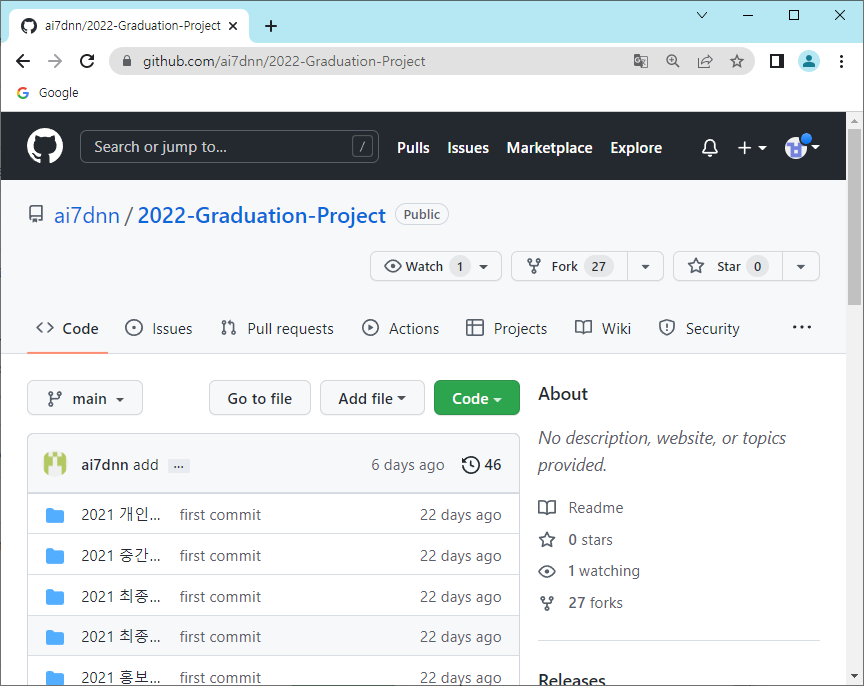 ai7dnn/2022-Graduation-Project
github.com/ai7dnn/2022-Graduation-Project
Google
Search or jump to... /
Pulls Issues Marketplace Explore
ai7dnn / 2022-Graduation-Project Public
Watch 1 Fork 27 Star 0
Code Issues Pull requests Actions Projects Wiki Security ...
main Go to file Add file Code
About
No description, website, or topics
provided.
ai7dnn add ... 6 days ago 46
2021 개인... first commit 22 days ago
2021 중간... first commit 22 days ago
2021 최종... first commit 22 days ago
2021 최종... first commit 22 days ago
2021 홍보... first commit 22 days ago
Readme
0 stars
1 watching
27 forks
Releases